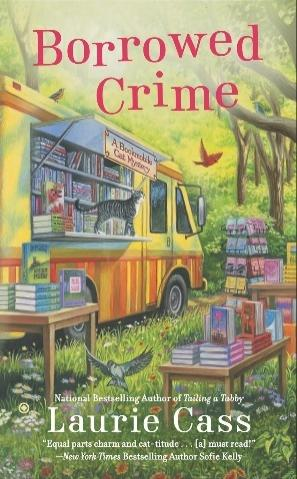 Borrowed
Crime
A Bookmobile
Cat Mystery
National Bestselling Author of Tailing a Tabby
Laurie Cass
“Equal parts charm and cat-titude . . . [a] must read!”
—New York Times Bestselling Author Sofie Kelly